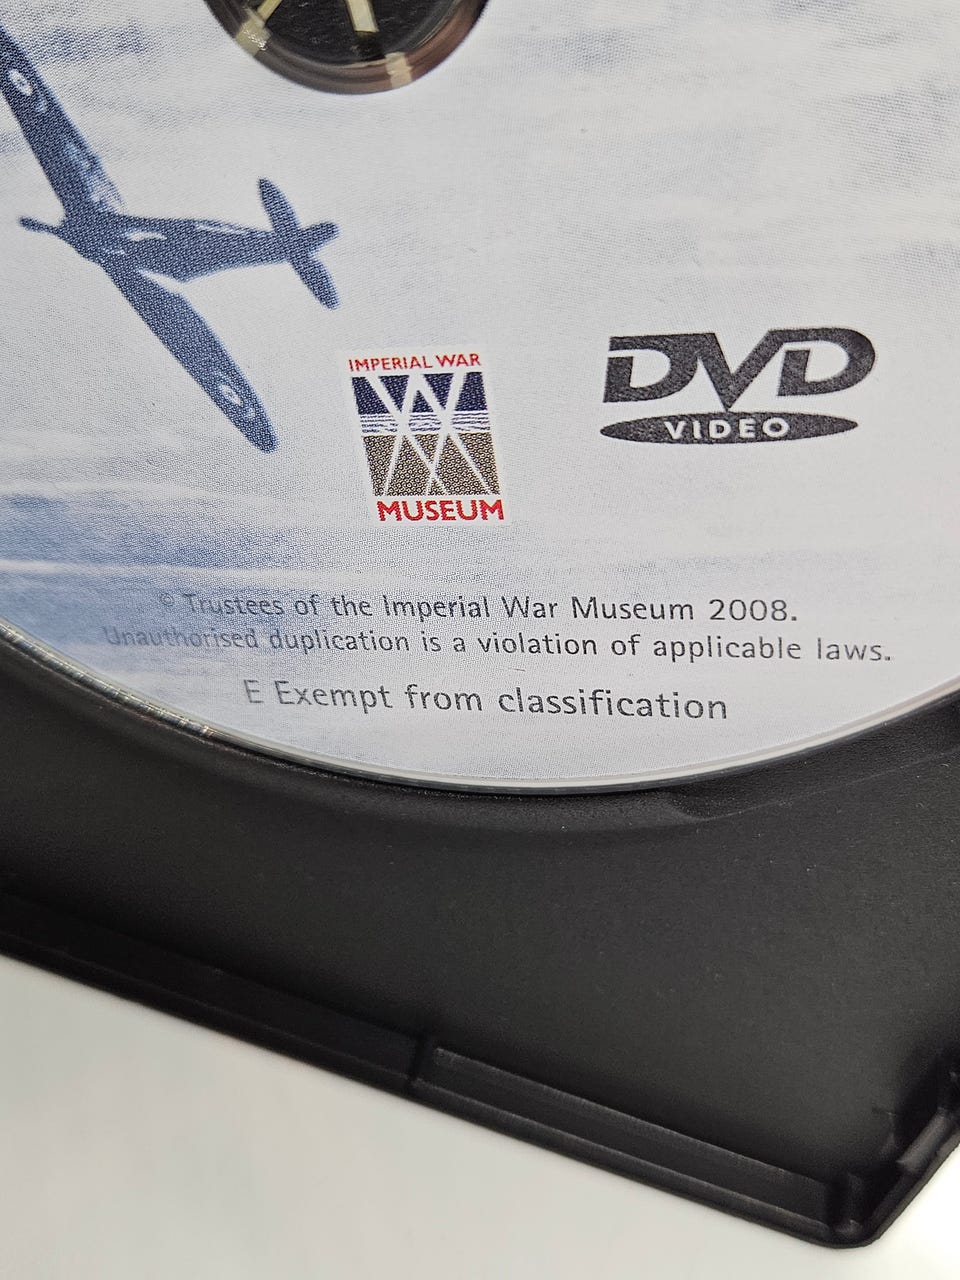 IMPERIAL WAR
MUSEUM
DVD
VIDEO
© Trustees of the Imperial War Museum 2008.
Unauthorised duplication is a violation of applicable laws.
E Exempt from classification